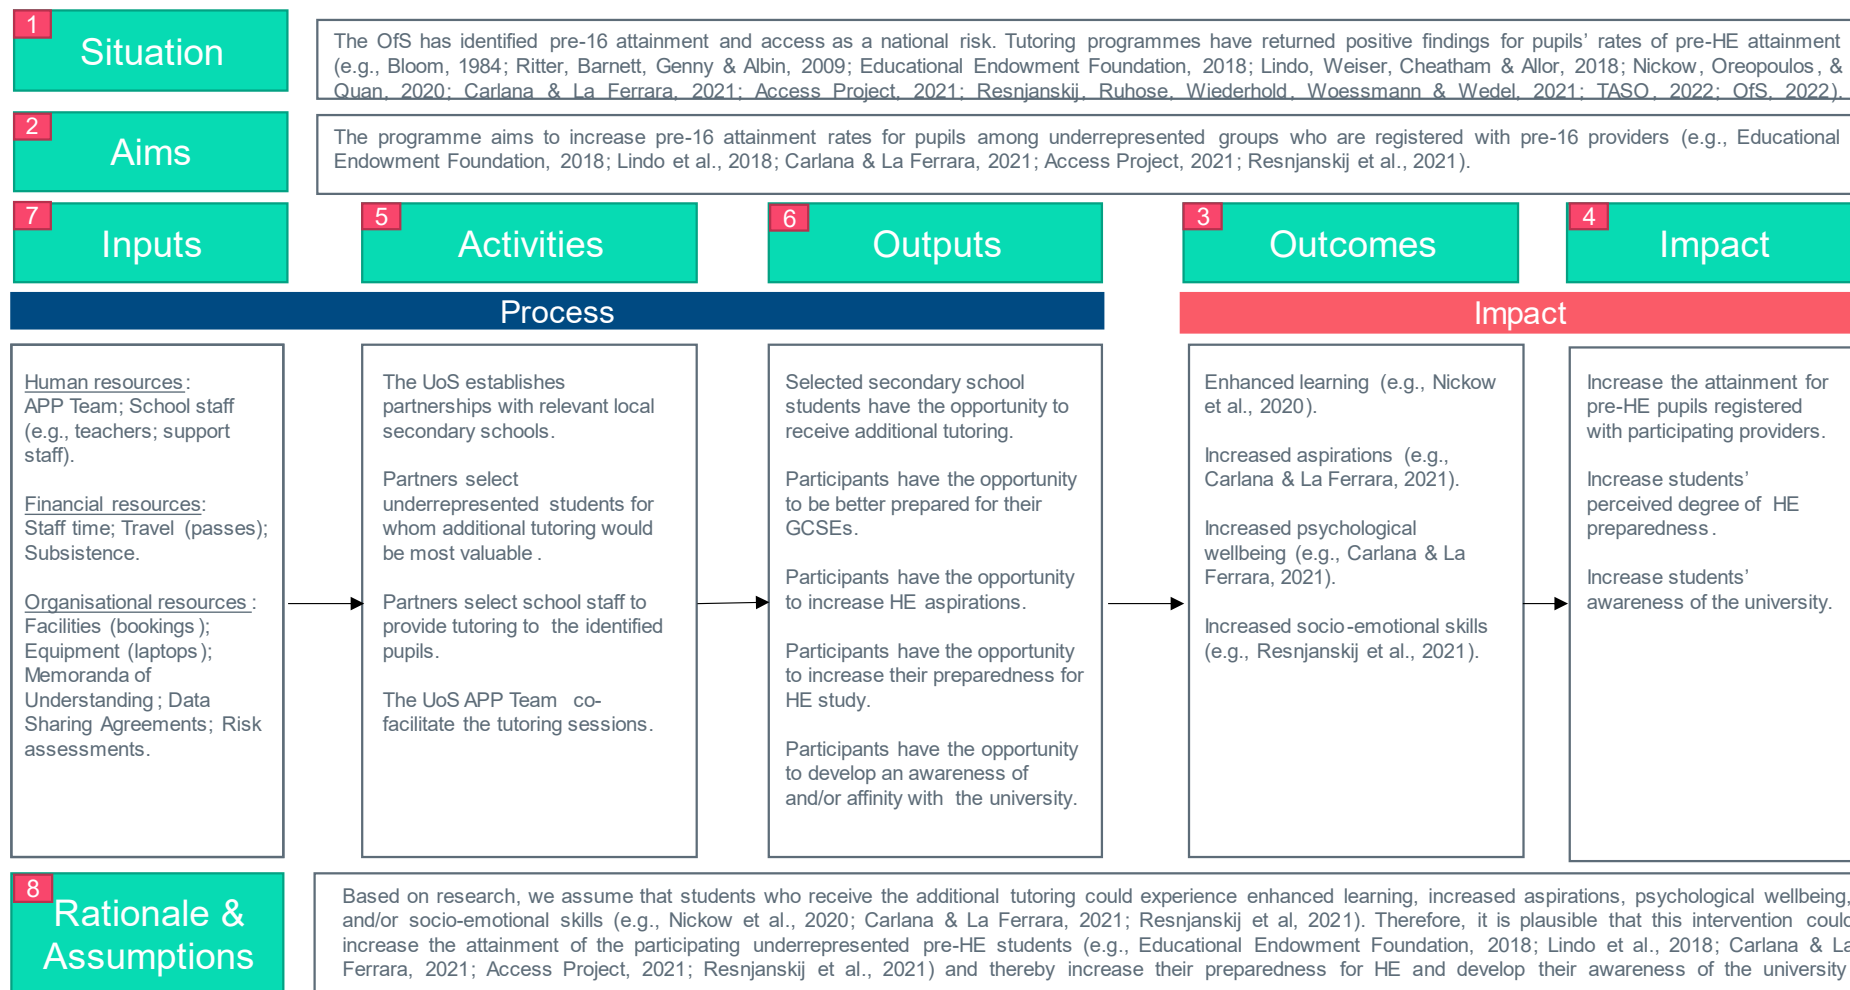 1
Situation
The OfS has identified pre-16 attainment and access as a national risk. Tutoring programmes have returned positive findings for pupils' rates of pre-HE attainment
(e.g., Bloom, 1984; Ritter, Barnett, Genny & Albin, 2009; Educational Endowment Foundation, 2018; Lindo, Weiser, Cheatham & Allor, 2018; Nickow, Oreopoulos, &
Quan, 2020; Carlana & La Ferrara, 2021; Access Project, 2021; Resnjanskij, Ruhose, Wiederhold, Woessmann & Wedel, 2021; TASO, 2022; OfS, 2022).
2
Aims
The programme aims to increase pre-16 attainment rates for pupils among underrepresented groups who are registered with pre-16 providers (e.g., Educational
Endowment Foundation, 2018; Lindo et al., 2018; Carlana & La Ferrara, 2021; Access Project, 2021; Resnjanskij et al., 2021).
7
Inputs
5
Activities
6
Outputs
3
Outcomes
4
Impact
Process
Impact
Human resources:
APP Team; School staff
(e.g., teachers; support
staff).
Financial resources:
Staff time; Travel (passes);
Subsistence.
Organisational resources:
Facilities (bookings);
Equipment (laptops);
Memoranda of
Understanding; Data
Sharing Agreements; Risk
assessments.
The UoS establishes
partnerships with relevant local
secondary schools.
Partners select
underrepresented students for
whom additional tutoring would
be most valuable.
Partners select school staff to
provide tutoring to the identified
pupils.
The UoS APP Team co-
facilitate the tutoring sessions.
Selected secondary school
students have the opportunity to
receive additional tutoring.
Participants have the opportunity
to be better prepared for their
GCSEs.
Participants have the opportunity
to increase HE aspirations.
Participants have the opportunity
to increase their preparedness for
HE study.
Participants have the opportunity
to develop an awareness of
and/or affinity with the university.
Enhanced learning (e.g., Nickow
et al., 2020).
Increased aspirations (e.g.,
Carlana & La Ferrara, 2021).
Increased psychological
wellbeing (e.g., Carlana & La
Ferrara, 2021).
Increased socio-emotional skills
(e.g., Resnjanskij et al., 2021).
Increase the attainment for
pre-HE pupils registered
with participating providers.
Increase students'
perceived degree of HE
preparedness.
Increase students'
awareness of the university.
8
Rationale &
Assumptions
Based on research, we assume that students who receive the additional tutoring could experience enhanced learning, increased aspirations, psychological wellbeing,
and/or socio-emotional skills (e.g., Nickow et al., 2020; Carlana & La Ferrara, 2021; Resnjanskij et al, 2021). Therefore, it is plausible that this intervention could
increase the attainment of the participating underrepresented pre-HE students (e.g., Educational Endowment Foundation, 2018; Lindo et al., 2018; Carlana & La
Ferrara, 2021; Access Project, 2021; Resnjanskij et al., 2021) and thereby increase their preparedness for HE and develop their awareness of the university